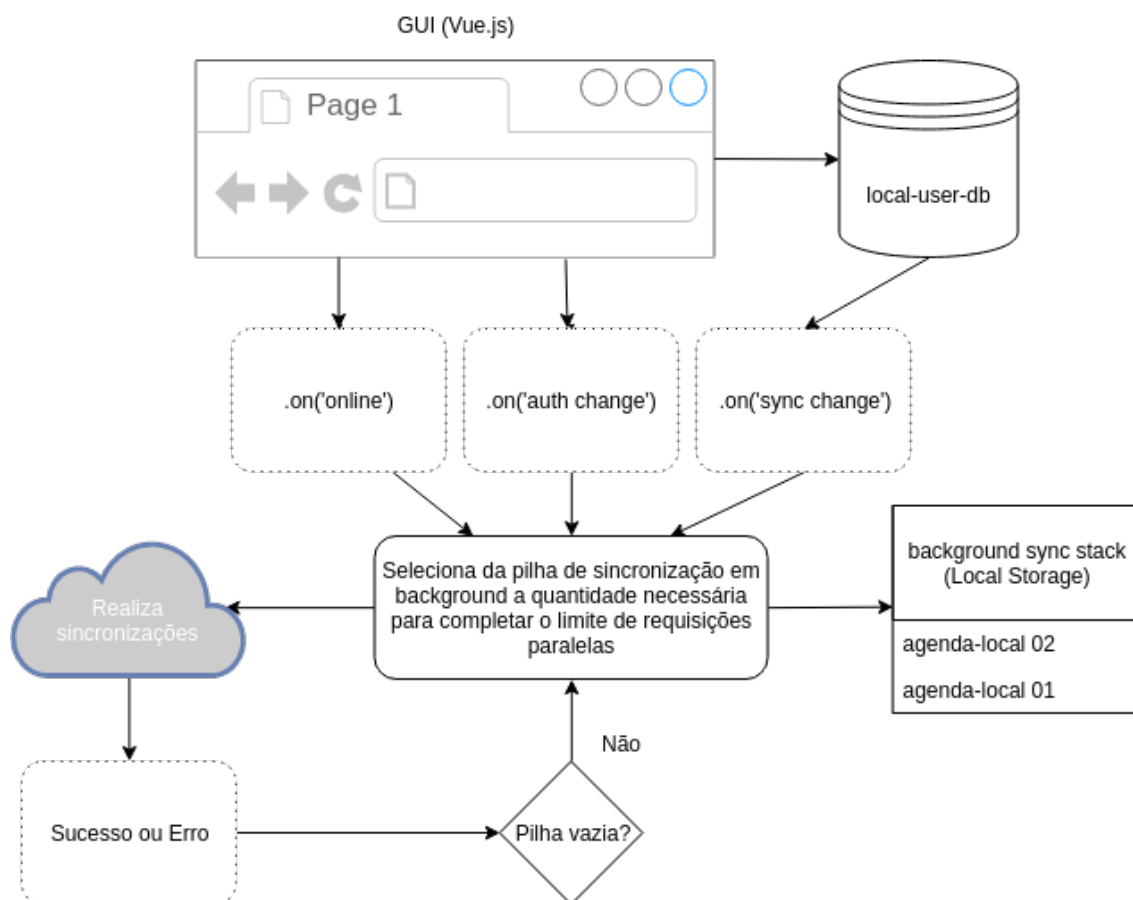 GUI (Vue.js)
Page 1
local-user-db
.on('online')
.on('auth change')
.on('sync change')
Seleciona da pilha de sincronização em
background a quantidade necessária
para completar o limite de requisições
paralelas
background sync stack
(Local Storage)
agenda-local 02
agenda-local 01
Realiza
sincronizações
Não
Sucesso ou Erro
Pilha vazia?